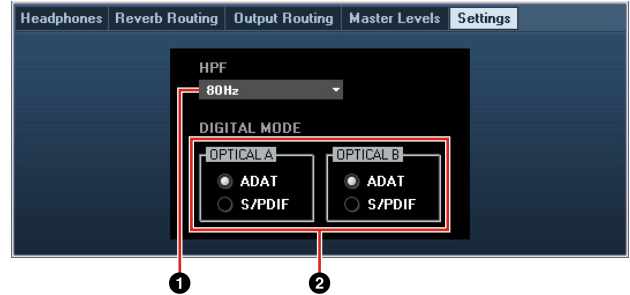 Headphones Reverb Routing Output Routing Master Levels Settings
HPF
80Hz
DIGITAL MODE
OPTICAL A OPTICAL B
ADAT ADAT
S/PDIF S/PDIF
1 2